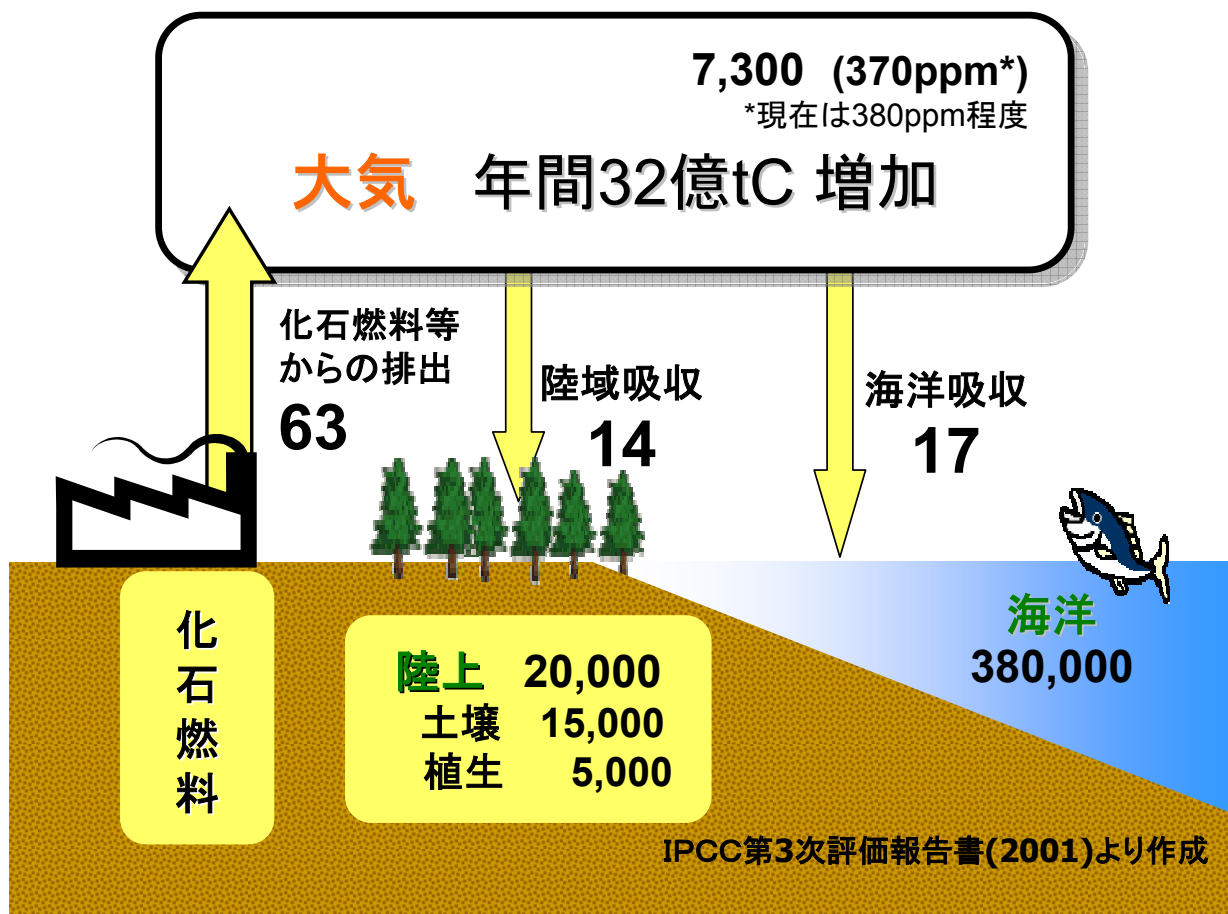 7,300 (370ppm*)
*現在は380ppm程度
大気 年間32億tC 増加
化石燃料等
からの排出
63
陸域吸収
14
海洋吸収
17
化
石
燃
料
陸上 20,000
土壌 15,000
植生 5,000
海洋
380,000
IPCC第3次評価報告書(2001)より作成